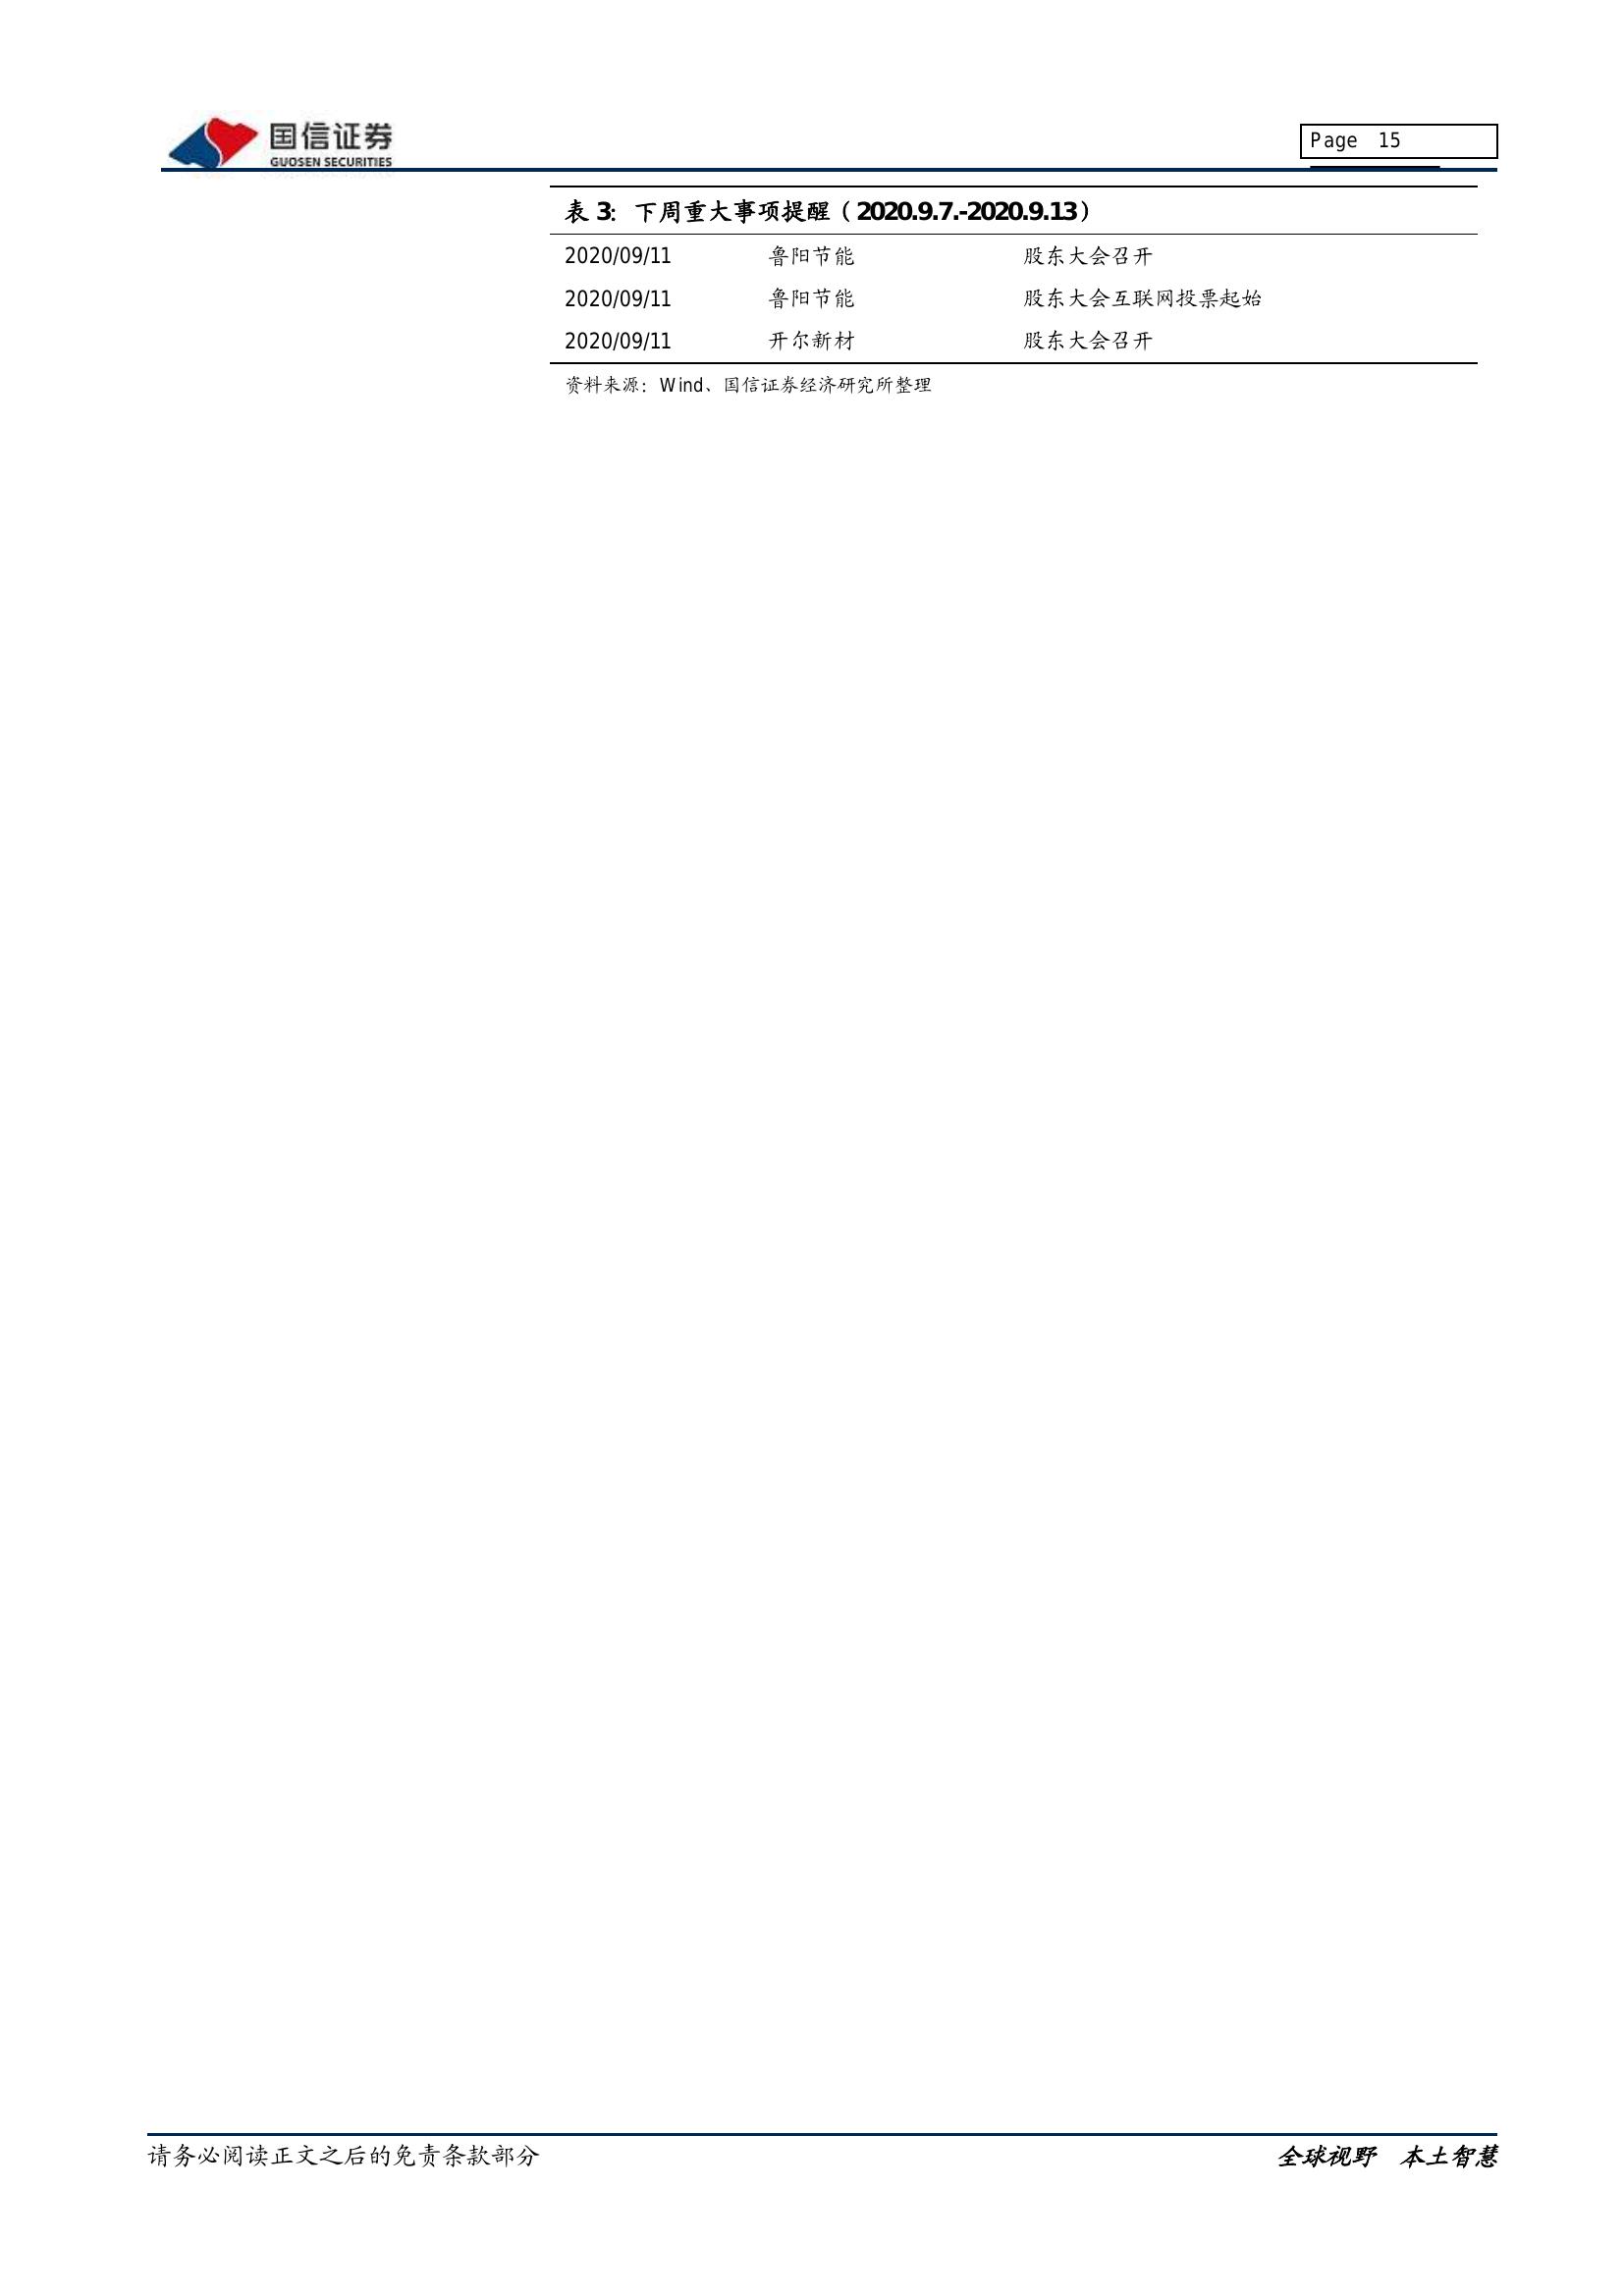 国信证券
GUOSEN SECURITIES
Page 15
表 3: 下周重大事项提醒（2020.9.7.-2020.9.13）
2020/09/11 鲁阳节能 股东大会召开
2020/09/11 鲁阳节能 股东大会互联网投票起始
2020/09/11 开尔新材 股东大会召开
资料来源：Wind、国信证券经济研究所整理
请务必阅读正文之后的免责条款部分
全球视野 本土智慧